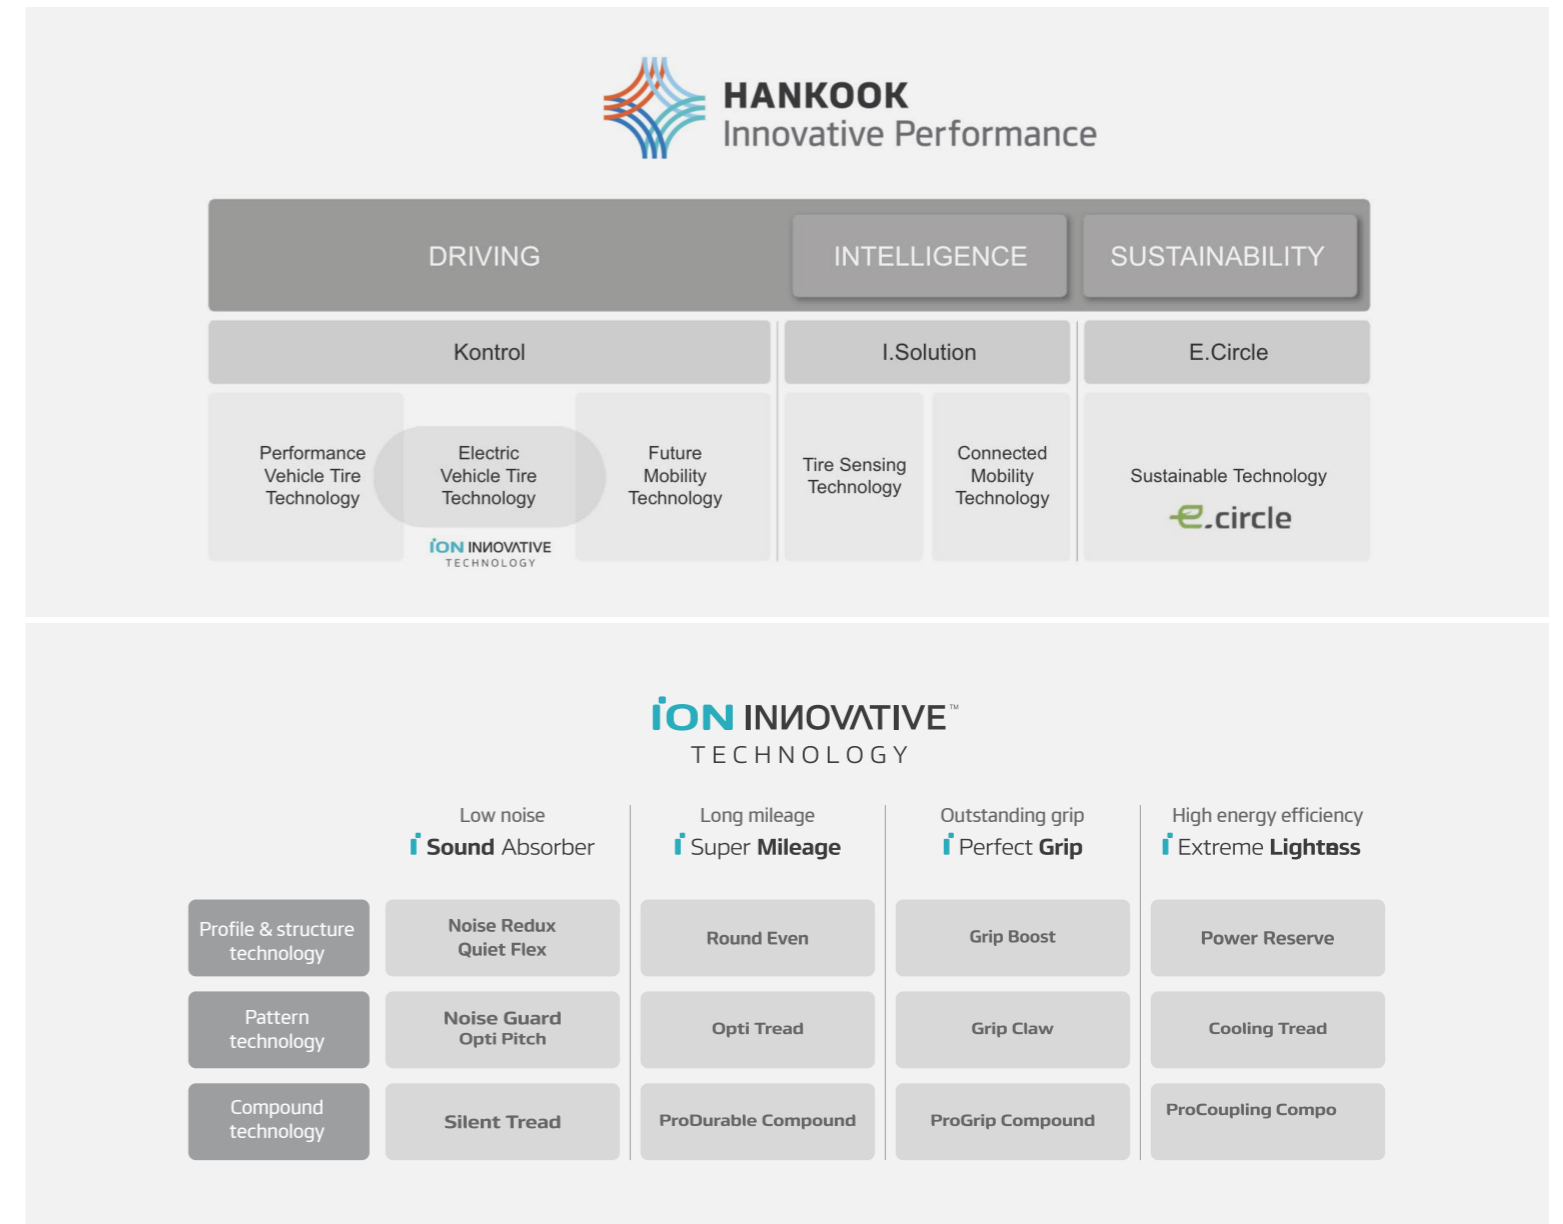 HANKOOK
Innovative Performance
DRIVING
INTELLIGENCE
SUSTAINABILITY
Kontrol
I.Solution
E.Circle
Performance
Vehicle Tire
Technology
Electric
Vehicle Tire
Technology
iON INNOVATIVE
TECHNOLOGY
Future
Mobility
Technology
Tire Sensing
Technology
Connected
Mobility
Technology
Sustainable Technology
e.circle
iON INNOVATIVE™
TECHNOLOGY
Low noise
i Sound Absorber
Long mileage
i Super Mileage
Outstanding grip
i Perfect Grip
High energy efficiency
i Extreme Lightness
Profile & structure
technology
Noise Redux
Quiet Flex
Round Even
Grip Boost
Power Reserve
Pattern
technology
Noise Guard
Opti Pitch
Opti Tread
Grip Claw
Cooling Tread
Compound
technology
Silent Tread
ProDurable Compound
ProGrip Compound
ProCoupling Compo